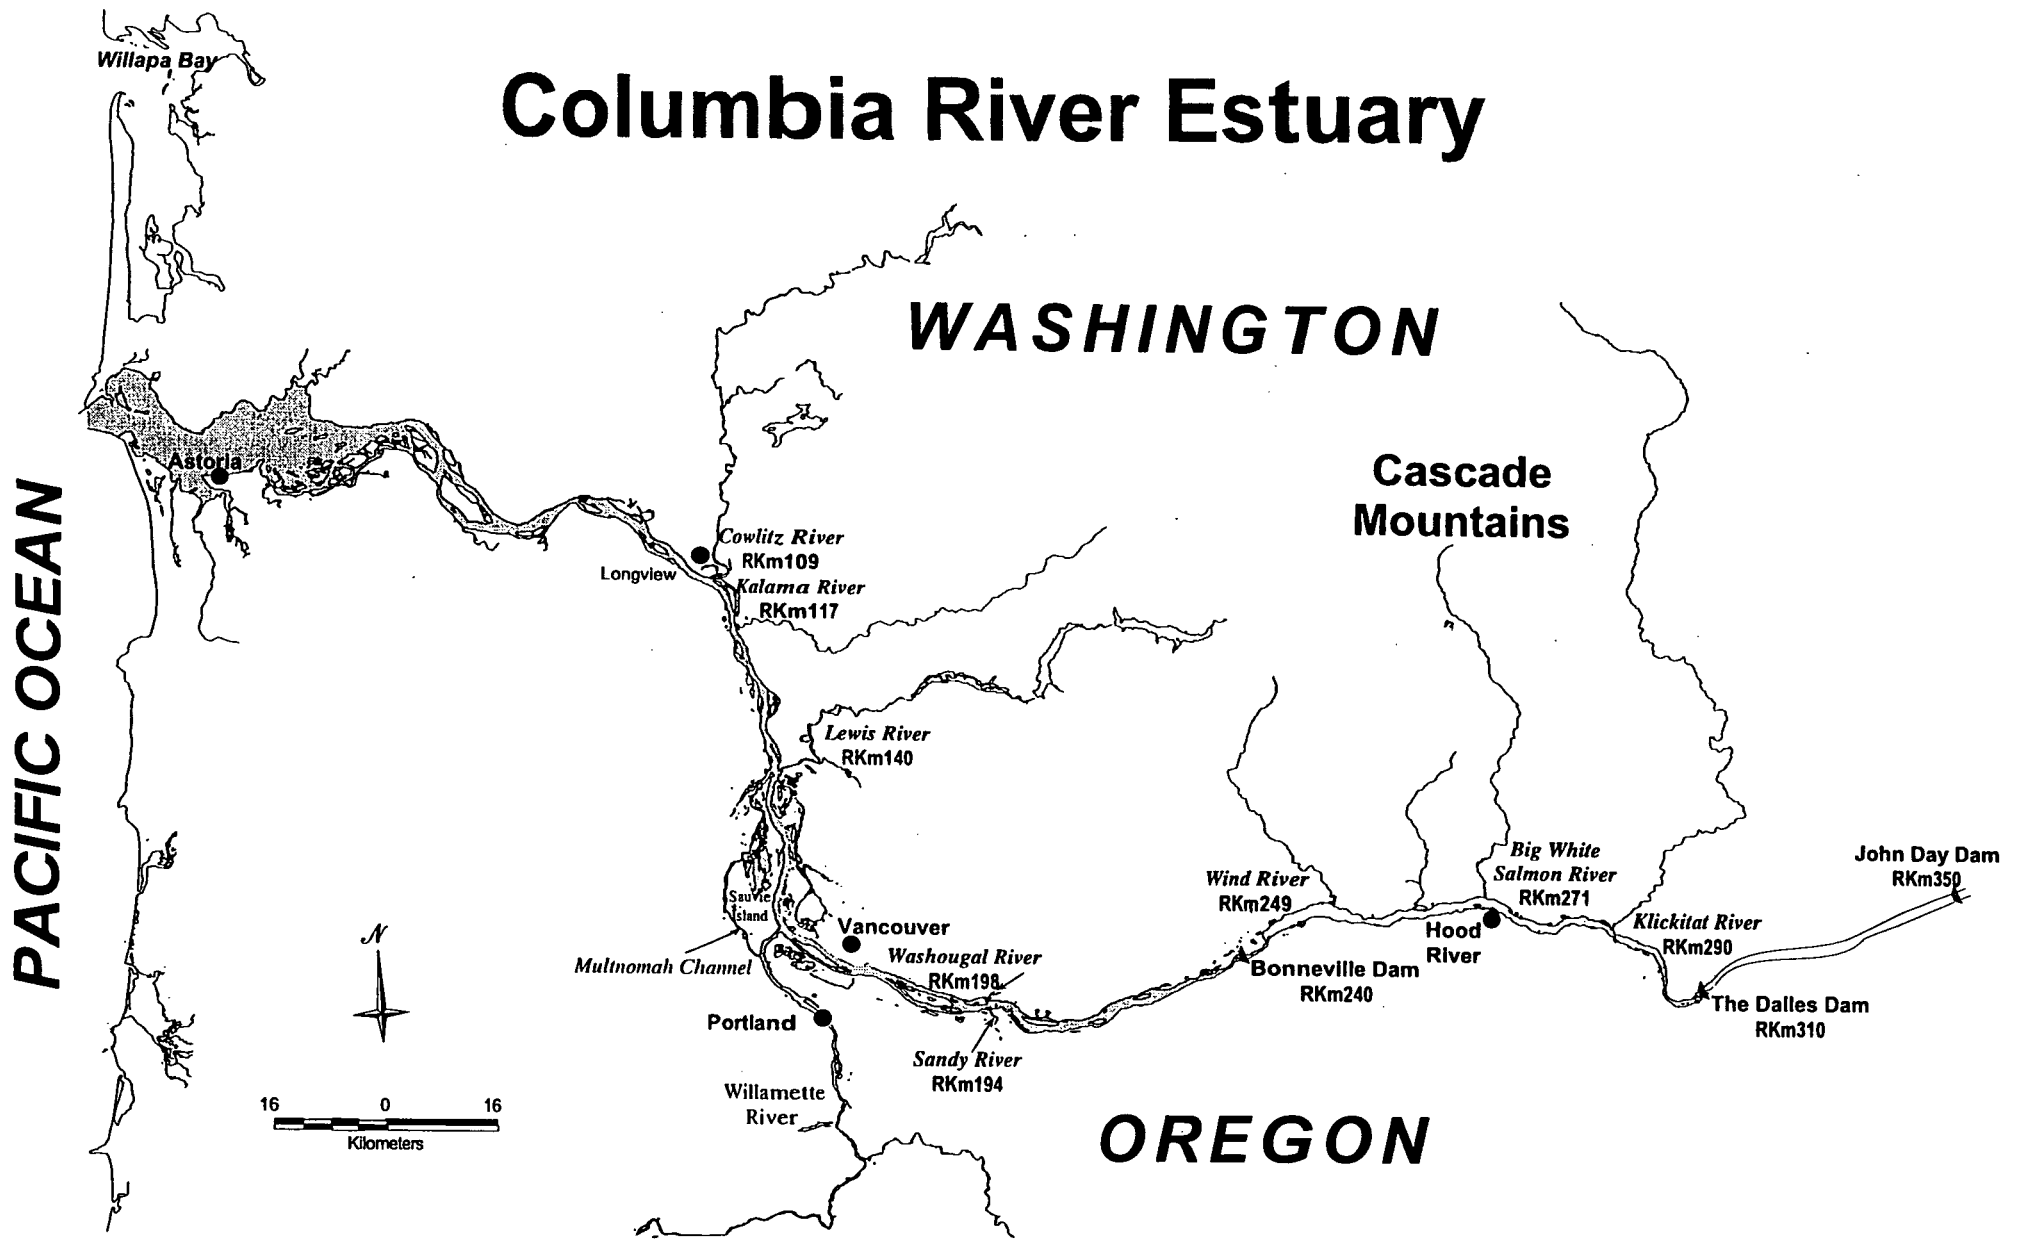 Willapa Bay
Columbia River Estuary
WASHINGTON
Cascade
Mountains
PACIFIC OCEAN
Astoria
Cowlitz River
RKm109
Longview
Kalama River
RKm117
Lewis River
RKm140
Sauvie
Island
Vancouver
Multnomah Channel
Washougal River
RKm198
Portland
Sandy River
RKm194
Willamette
River
Wind River
RKm249
Bonneville Dam
RKm240
Hood
River
Big White
Salmon River
RKm271
Klickitat River
RKm290
The Dalles Dam
RKm310
John Day Dam
RKm350
OREGON
N
16 0 16
Kilometers